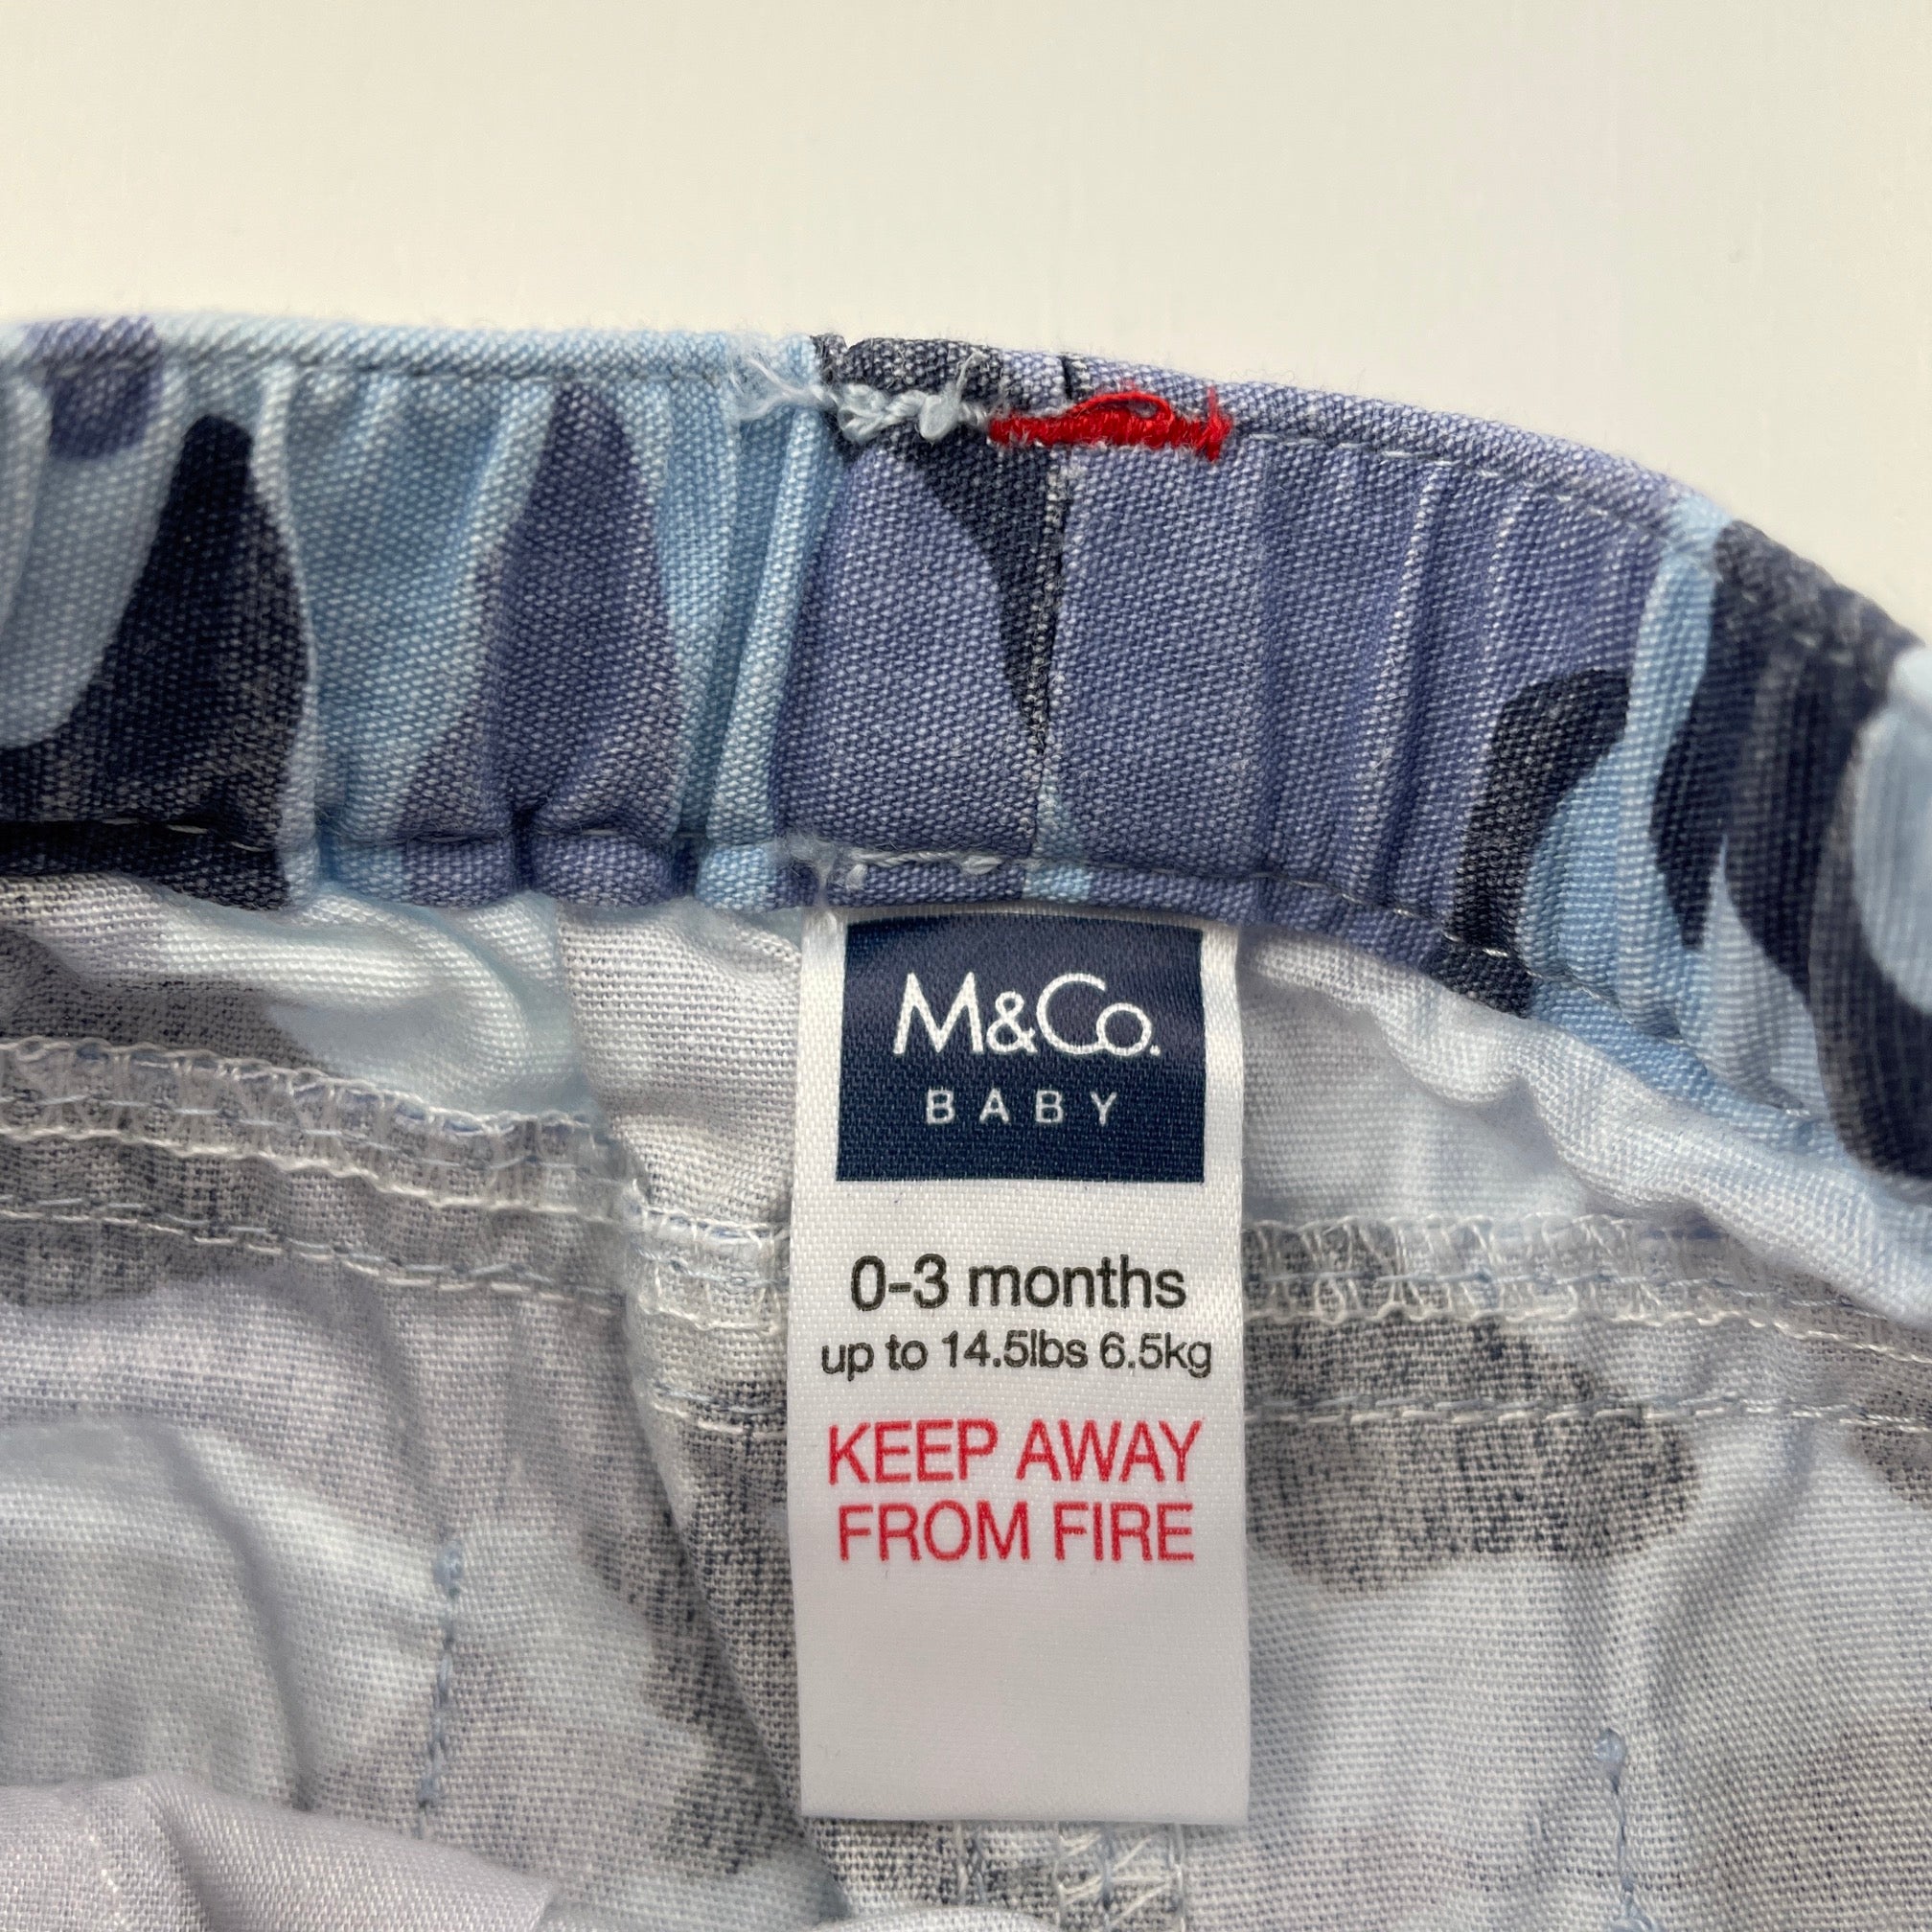 M&Co.
BABY
0-3 months
up to 14.5lbs 6.5kg
KEEP AWAY
FROM FIRE